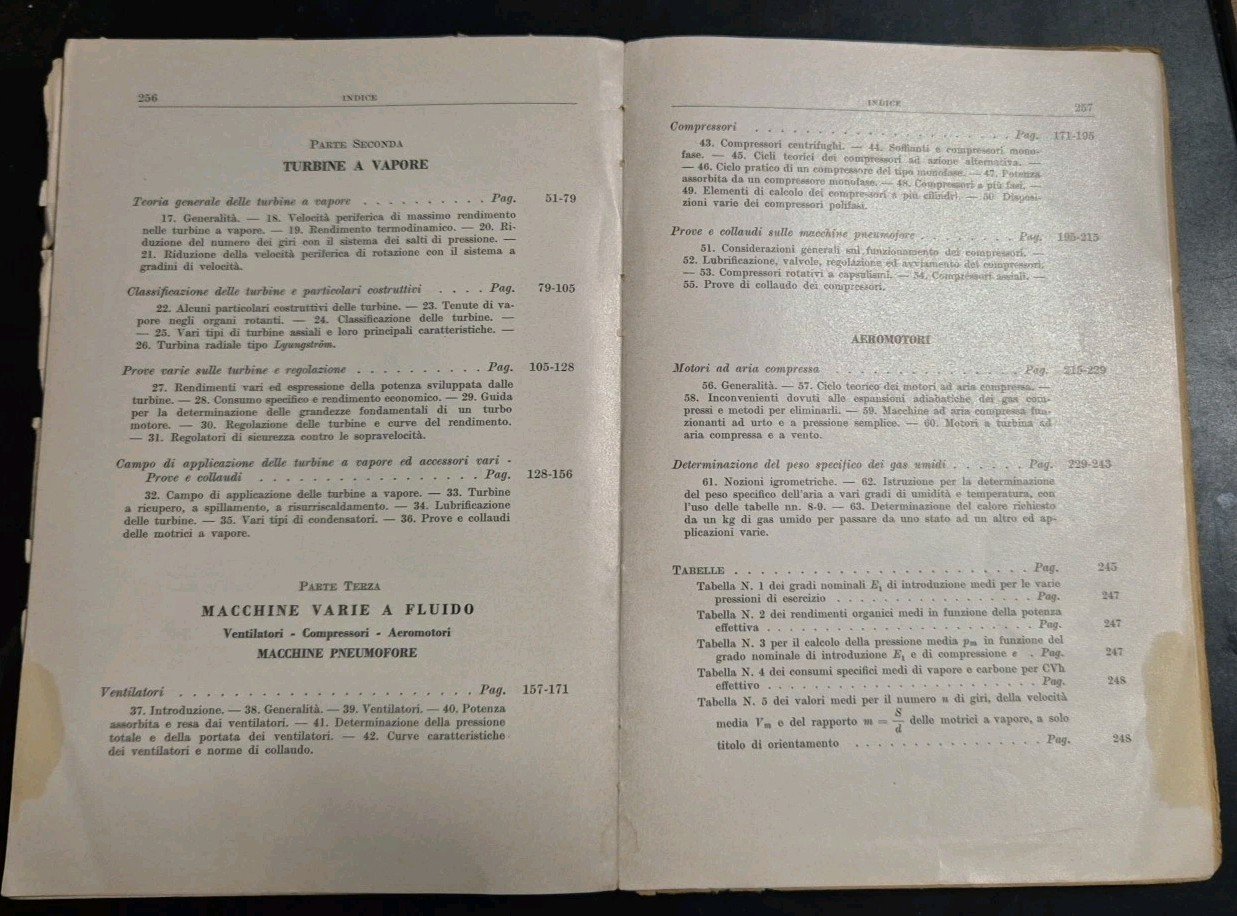 256
INDICE
PARTE SECONDA
TURBINE A VAPORE
Teoria generale delle turbine a vapore . . . . . . . . . . Pag. 51-79
17. Generalità. — 18. Velocità periferica di massimo rendimento
nelle turbine a vapore. — 19. Rendimento termodinamico. — 20. Ri-
duzione del numero dei giri con il sistema dei salti di pressione. —
21. Riduzione della velocità periferica di rotazione con il sistema a
gradini di velocità.
Classificazione delle turbine e particolari costruttivi . . . . Pag. 79-105
22. Alcuni particolari costruttivi delle turbine. — 23. Tenute di va-
pore negli organi rotanti. — 24. Classificazione delle turbine. —
— 25. Vari tipi di turbine assiali e loro principali caratteristiche. —
26. Turbina radiale tipo Lyungström.
Prove varie sulle turbine e regolazione . . . . . . . . . . Pag. 105-128
27. Rendimenti vari ed espressione della potenza sviluppata dalle
turbine. — 28. Consumo specifico e rendimento economico. — 29. Guida
per la determinazione delle grandezze fondamentali di un turbo
motore. — 30. Regolazione delle turbine e curve del rendimento.
— 31. Regolatori di sicurezza contro le sopravelocità.
Campo di applicazione delle turbine a vapore ed accessori vari -
Prove e collaudi . . . . . . . . . . . . . . . . . Pag. 128-156
32. Campo di applicazione delle turbine a vapore. — 33. Turbine
a ricupero, a spillamento, a risurriscaldamento. — 34. Lubrificazione
delle turbine. — 35. Vari tipi di condensatori. — 36. Prove e collaudi
delle motrici a vapore.
PARTE TERZA
MACCHINE VARIE A FLUIDO
Ventilatori - Compressori - Aeromotori
MACCHINE PNEUMOFORE
Ventilatori . . . . . . . . . . . . . . . . . . . . . . Pag. 157-171
37. Introduzione. — 38. Generalità. — 39. Ventilatori. — 40. Potenza
assorbita e resa dai ventilatori. — 41. Determinazione della pressione
totale e della portata dei ventilatori. — 42. Curve caratteristiche
dei ventilatori e norme di collaudo.
INDICE
257
Compressori . . . . . . . . . . . . . . . . . . . . Pag. 171-195
43. Compressori centrifughi. — 44. Soffianti e compressori mono-
fase. — 45. Cicli teorici dei compressori ad azione alternativa. —
— 46. Ciclo pratico di un compressore del tipo monofase. — 47. Potenza
assorbita da un compressore monofase. — 48. Compressori a più fasi. —
49. Elementi di calcolo dei compressori a più cilindri. — 50. Disposi-
zioni varie dei compressori polifasi.
Prove e collaudi sulle macchine pneumofore . . . . . . . . Pag. 195-215
51. Considerazioni generali sul funzionamento dei compressori. —
52. Lubrificazione, valvole, regolazione ed avviamento dei compressori.
— 53. Compressori rotativi a capsulismi. — 54. Compressori assiali. —
55. Prove di collaudo dei compressori.
AEROMOTORI
Motori ad aria compressa . . . . . . . . . . . . . . Pag. 215-229
56. Generalità. — 57. Ciclo teorico dei motori ad aria compressa. —
58. Inconvenienti dovuti alle espansioni adiabatiche dei gas com-
pressi e metodi per eliminarli. — 59. Macchine ad aria compressa fun-
zionanti ad urto e a pressione semplice. — 60. Motori a turbina ad
aria compressa e a vento.
Determinazione del peso specifico dei gas umidi . . . . . . Pag. 229-243
61. Nozioni igrometriche. — 62. Istruzione per la determinazione
del peso specifico dell'aria a vari gradi di umidità e temperatura, con
l'uso delle tabelle nn. 8-9. — 63. Determinazione del calore richiesto
da un kg di gas umido per passare da uno stato ad un altro ed ap-
plicazioni varie.
TABELLE . . . . . . . . . . . . . . . . . . . . . . . Pag. 245
Tabella N. 1 dei gradi nominali E₁ di introduzione medi per le varie
pressioni di esercizio . . . . . . . . . . . . . . . Pag. 247
Tabella N. 2 dei rendimenti organici medi in funzione della potenza
effettiva . . . . . . . . . . . . . . . . . . . . . Pag. 247
Tabella N. 3 per il calcolo della pressione media pₘ in funzione del
grado nominale di introduzione E₁ e di compressione e . Pag. 247
Tabella N. 4 dei consumi specifici medi di vapore e carbone per CVh
effettivo . . . . . . . . . . . . . . . . . . . . . Pag. 248
Tabella N. 5 dei valori medi per il numero n di giri, della velocità
media Vₘ e del rapporto m = S/d delle motrici a vapore, a solo
titolo di orientamento . . . . . . . . . . . . . . Pag. 248